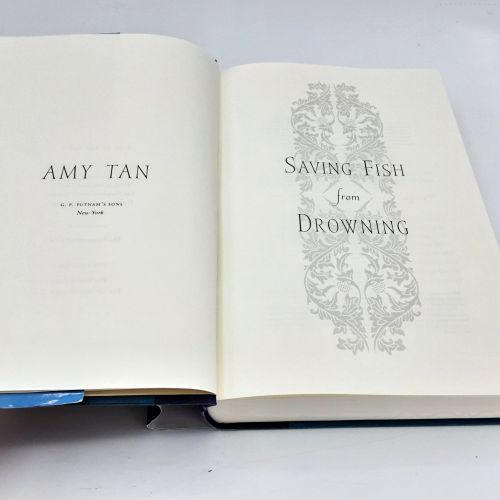 AMY TAN
G. P. PUTNAM'S SONS
New York
SAVING FISH
from
DROWNING